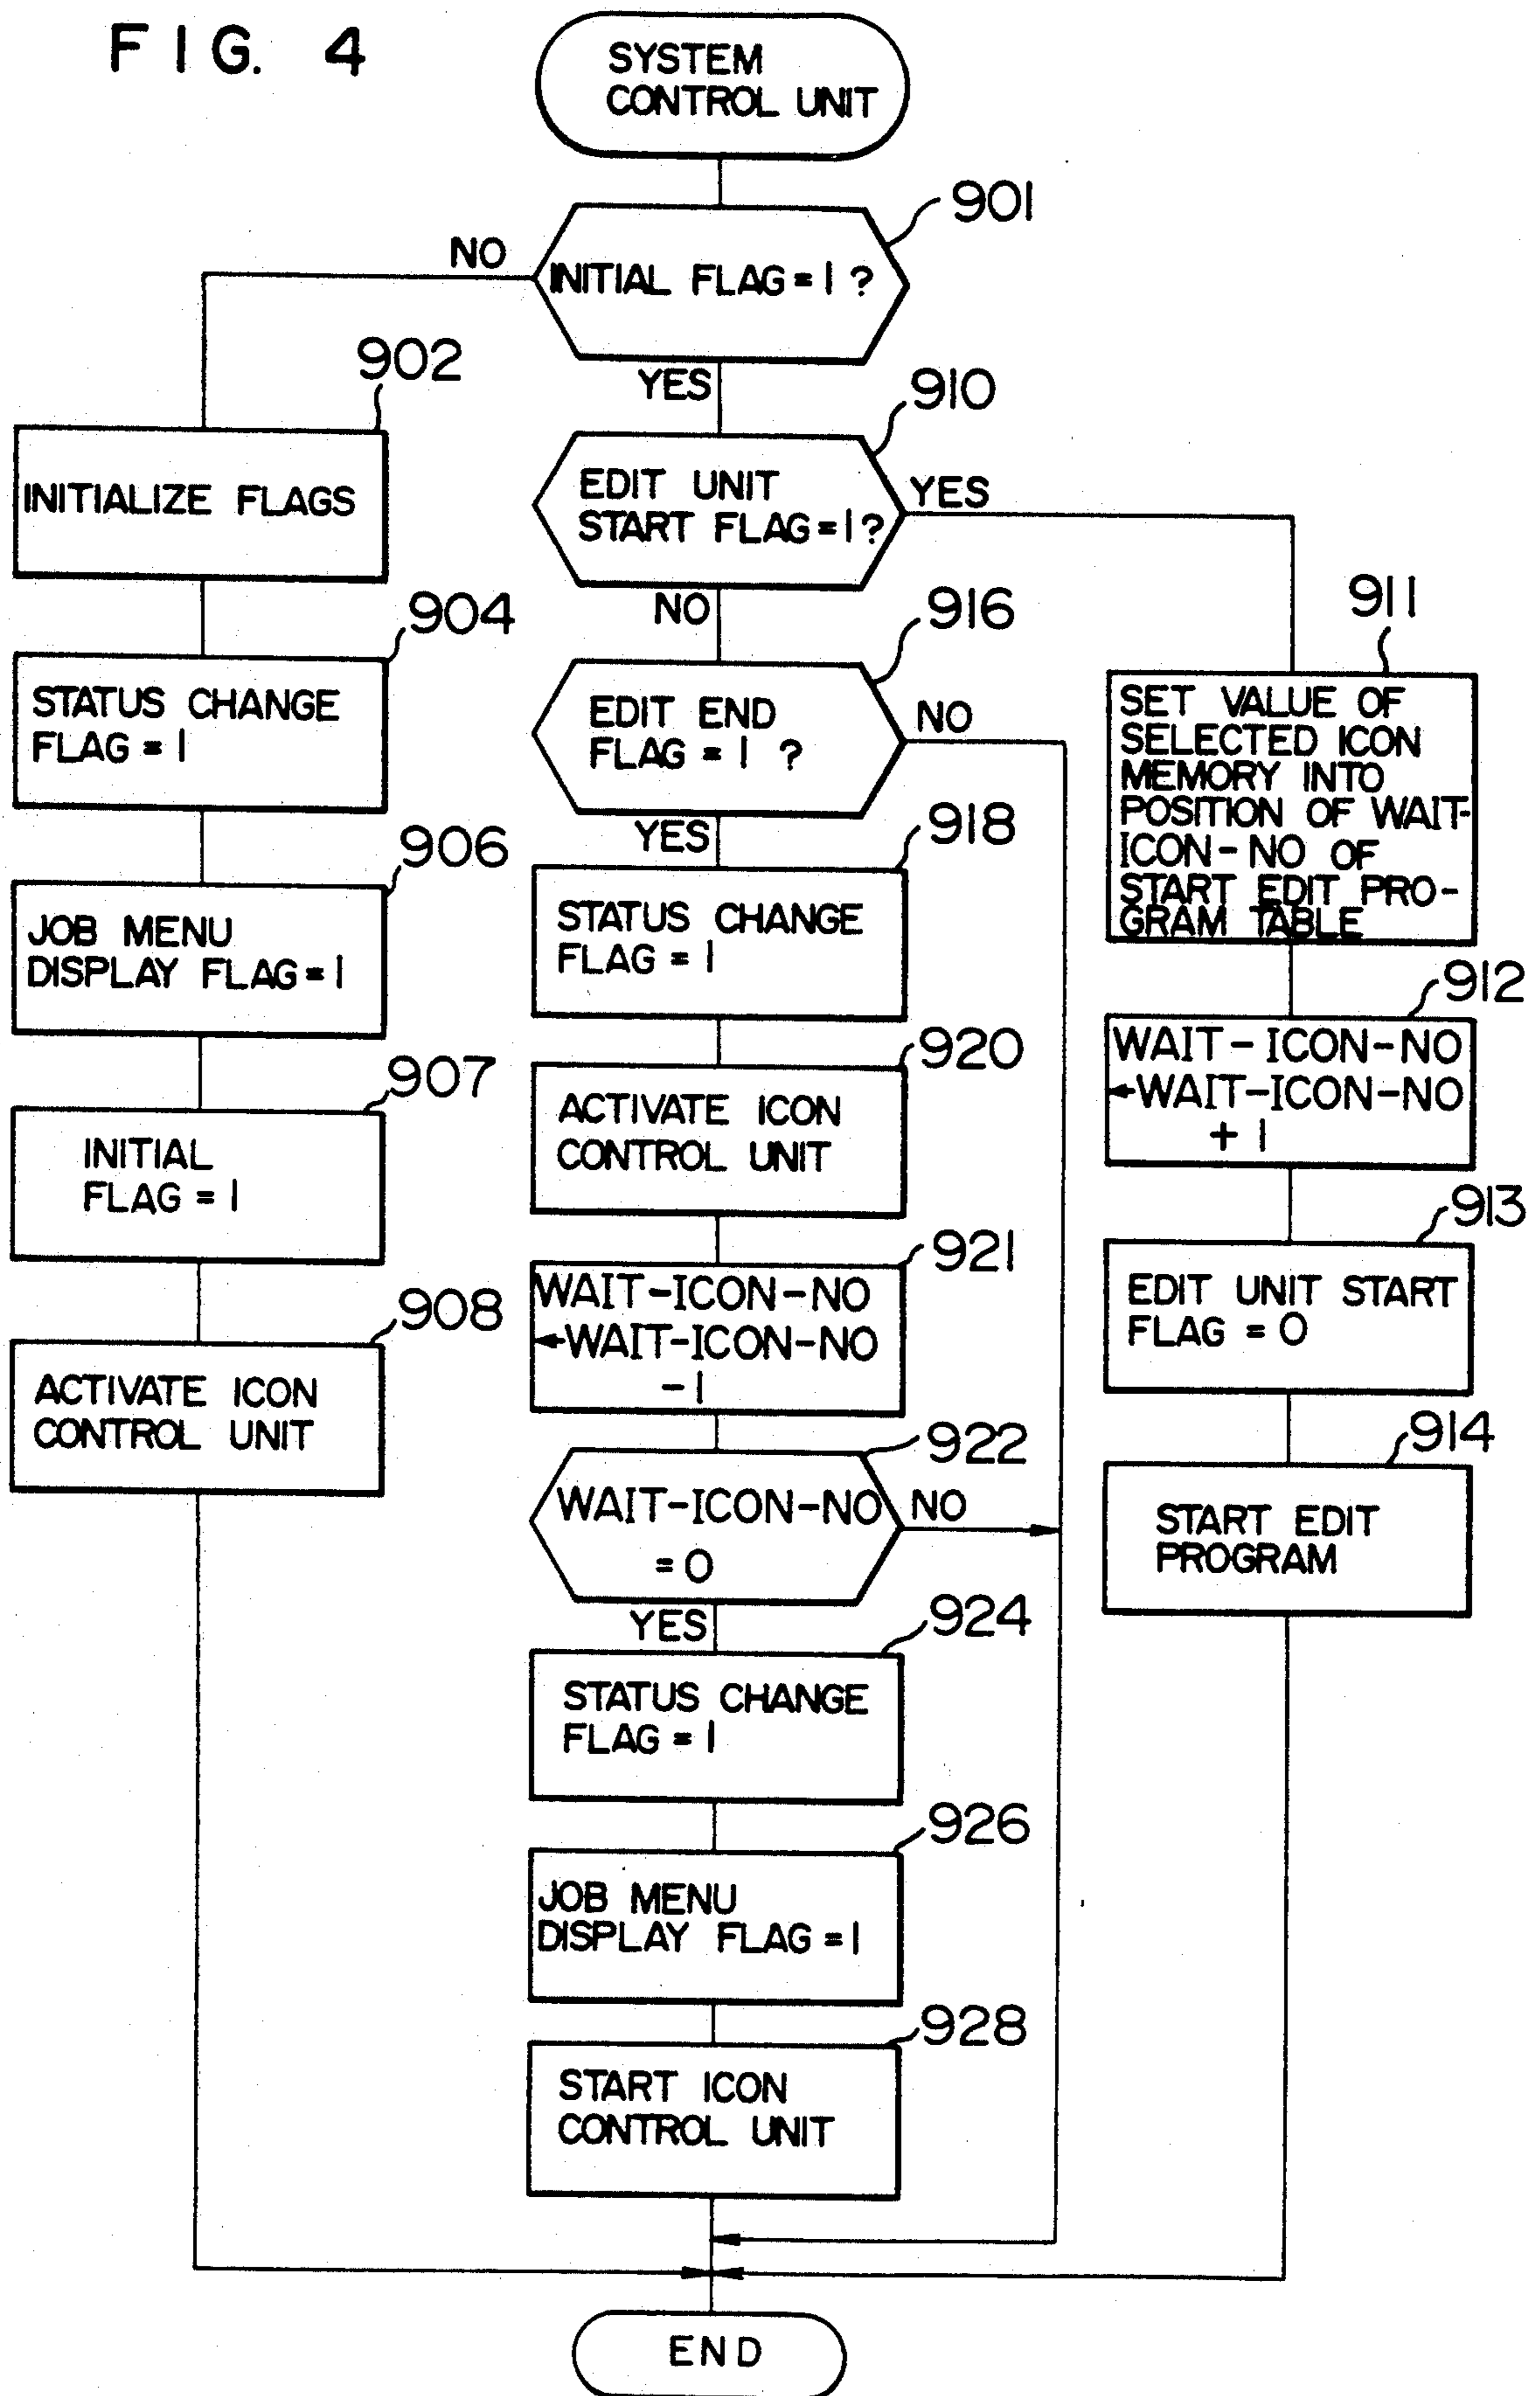 FIG. 4
SYSTEM
CONTROL UNIT
901
INITIAL FLAG = 1 ?
NO
YES
902
INITIALIZE FLAGS
904
STATUS CHANGE
FLAG = 1
906
JOB MENU
DISPLAY FLAG = 1
907
INITIAL
FLAG = 1
908
ACTIVATE ICON
CONTROL UNIT
910
EDIT UNIT
START FLAG = 1 ?
YES
NO
911
SET VALUE OF
SELECTED ICON
MEMORY INTO
POSITION OF WAIT-
ICON-NO OF
START EDIT PRO-
GRAM TABLE
912
WAIT-ICON-NO
←WAIT-ICON-NO
+ 1
913
EDIT UNIT START
FLAG = 0
914
START EDIT
PROGRAM
916
EDIT END
FLAG = 1 ?
NO
YES
918
STATUS CHANGE
FLAG = 1
920
ACTIVATE ICON
CONTROL UNIT
921
WAIT-ICON-NO
←WAIT-ICON-NO
-1
922
WAIT-ICON-NO
= 0
NO
YES
924
STATUS CHANGE
FLAG = 1
926
JOB MENU
DISPLAY FLAG = 1
928
START ICON
CONTROL UNIT
END